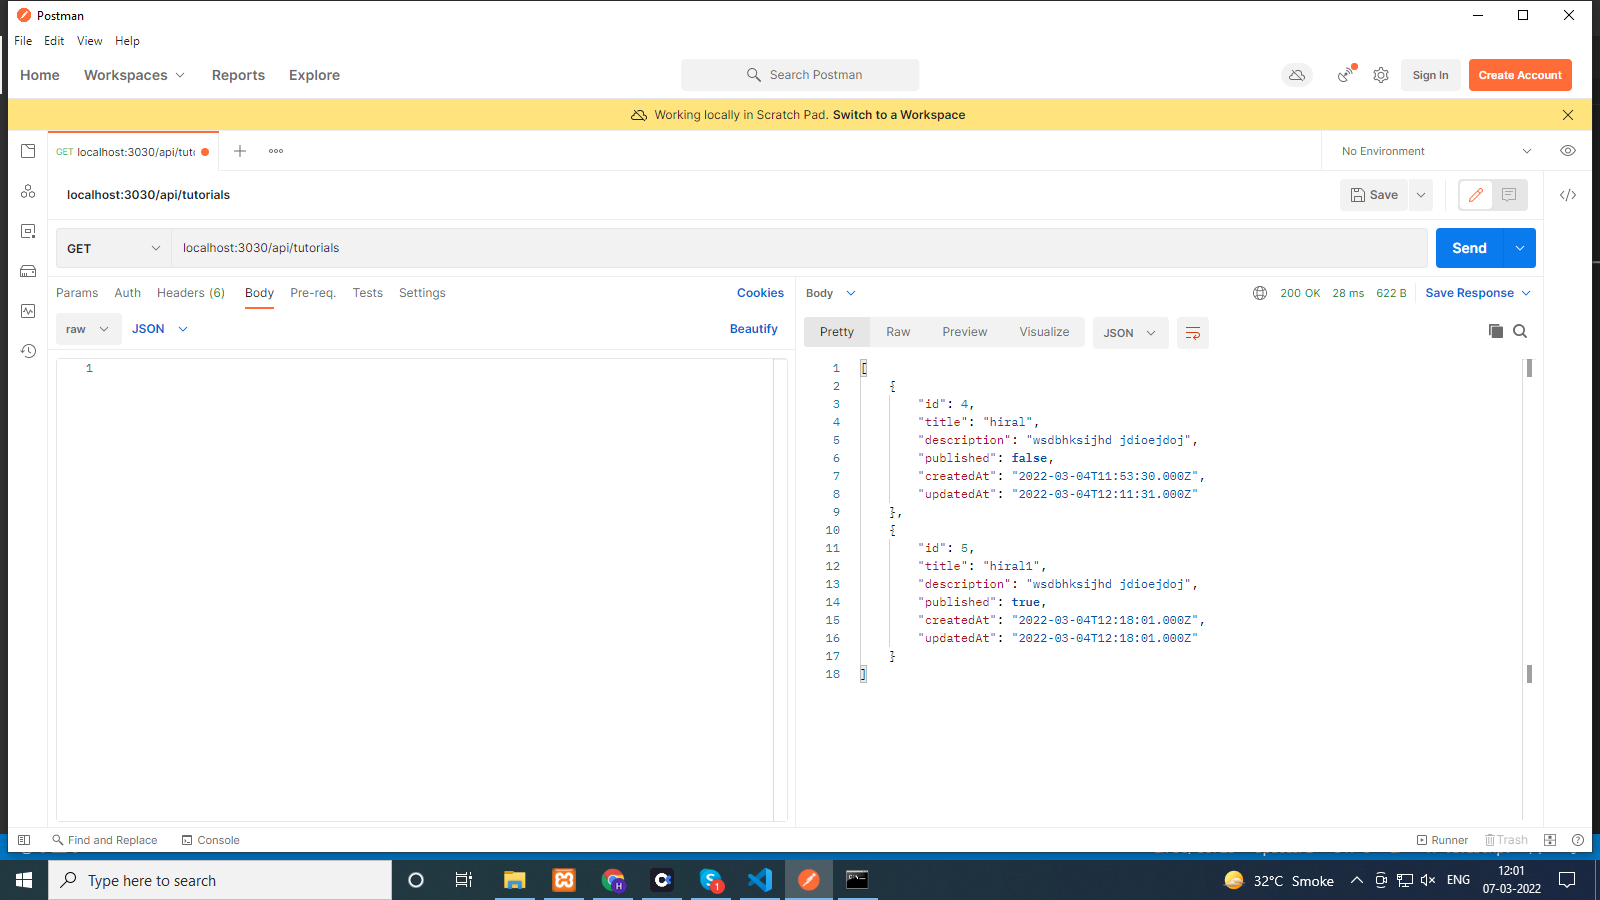 Postman
File Edit View Help
Home Workspaces Reports Explore Search Postman Sign In Create Account
Working locally in Scratch Pad. Switch to a Workspace
GET localhost:3030/api/tut No Environment
localhost:3030/api/tutorials Save
GET localhost:3030/api/tutorials Send
Params Auth Headers (6) Body Pre-req. Tests Settings Cookies
raw JSON Beautify
1
Body 200 OK 28 ms 622 B Save Response
Pretty Raw Preview Visualize JSON
1 [
2 {
3 "id": 4,
4 "title": "hiral",
5 "description": "wsdbhksijhd jdioejdoj",
6 "published": false,
7 "createdAt": "2022-03-04T11:53:30.000Z",
8 "updatedAt": "2022-03-04T12:11:31.000Z"
9 },
10 {
11 "id": 5,
12 "title": "hiral1",
13 "description": "wsdbhksijhd jdioejdoj",
14 "published": true,
15 "createdAt": "2022-03-04T12:18:01.000Z",
16 "updatedAt": "2022-03-04T12:18:01.000Z"
17 }
18 ]
Find and Replace Console Runner Trash
Type here to search H 1 32°C Smoke ENG 12:01
07-03-2022